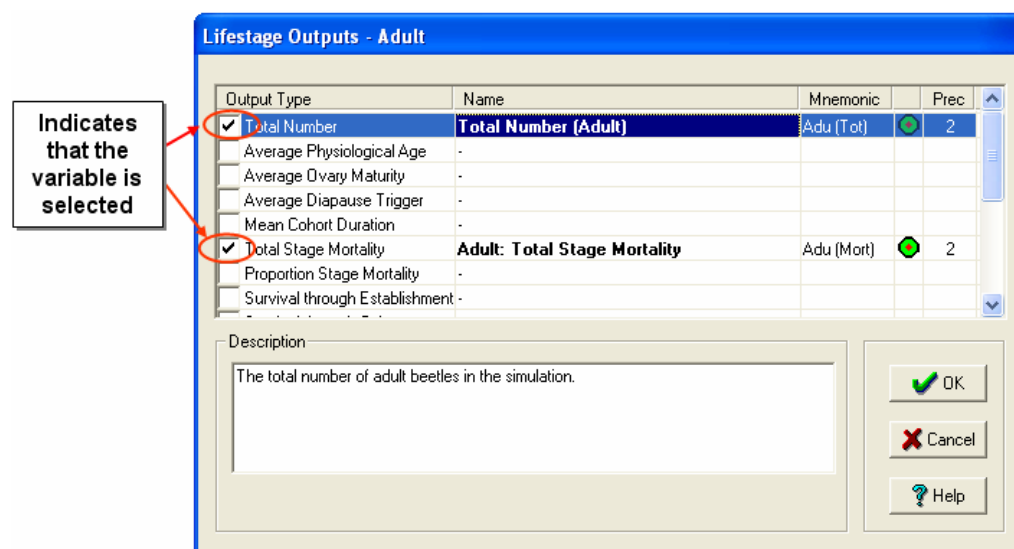 Lifestage Outputs - Adult
Indicates
that the
variable is
selected
Output Type Name Mnemonic Prec
Total Number Total Number (Adult) Adu (Tot) 2
Average Physiological Age -
Average Ovary Maturity -
Average Diapause Trigger -
Mean Cohort Duration -
Total Stage Mortality Adult: Total Stage Mortality Adu (Mort) 2
Proportion Stage Mortality -
Survival through Establishment -
Description
The total number of adult beetles in the simulation.
OK
Cancel
Help